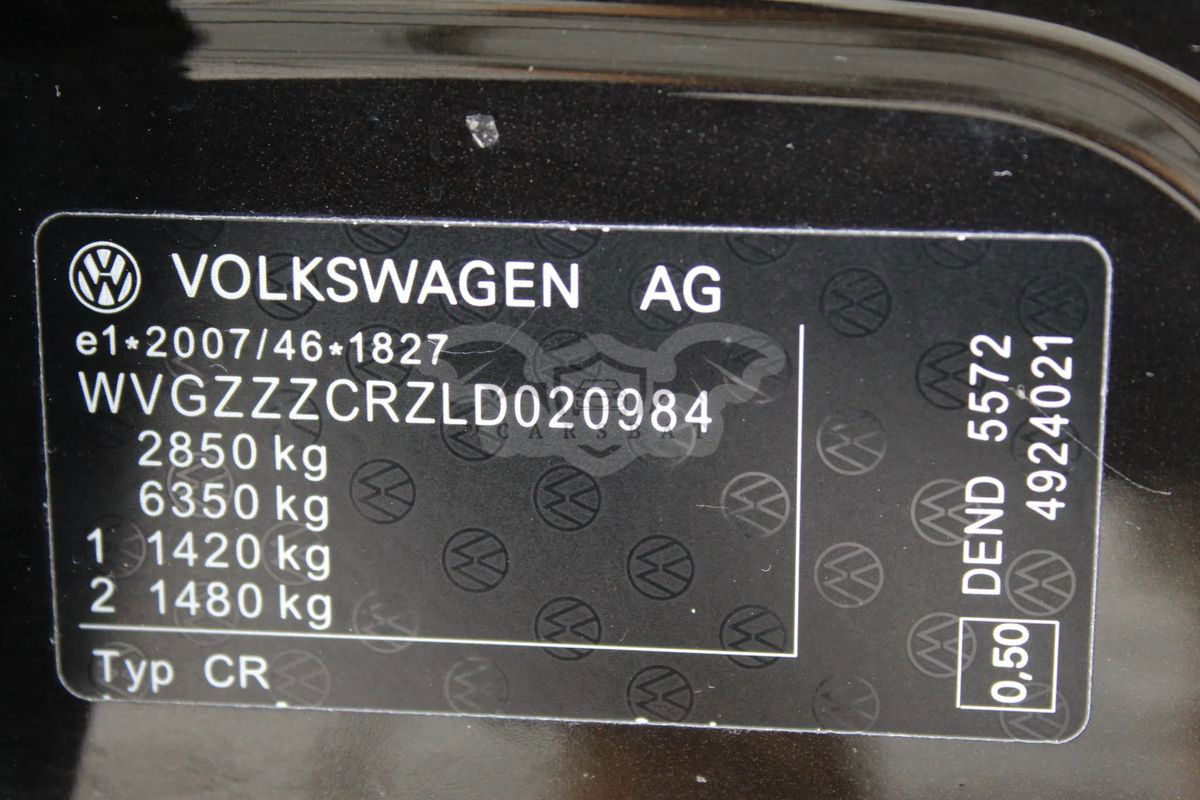 VOLKSWAGEN AG
e1*2007/46*1827
WVGZZZCRZLD020984
2850 kg
6350 kg
1 1420 kg
2 1480 kg
Typ CR
DEND 5572
4924021
0,50
CARSBAT